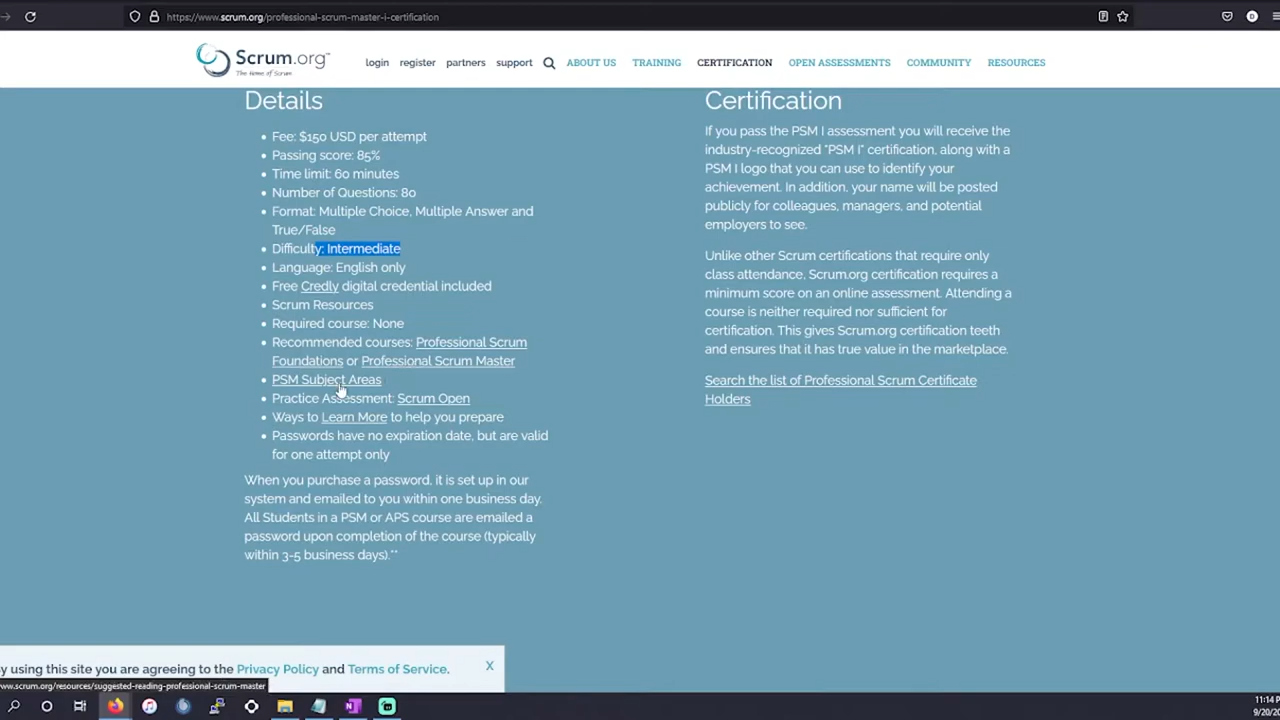 https://www.scrum.org/professional-scrum-master-i-certification
Scrum.org™
The Home of Scrum
login register partners support ABOUT US TRAINING CERTIFICATION OPEN ASSESSMENTS COMMUNITY RESOURCES
Details
Fee: $150 USD per attempt
Passing score: 85%
Time limit: 60 minutes
Number of Questions: 80
Format: Multiple Choice, Multiple Answer and
True/False
Difficulty: Intermediate
Language: English only
Free Credly digital credential included
Scrum Resources
Required course: None
Recommended courses: Professional Scrum
Foundations or Professional Scrum Master
PSM Subject Areas
Practice Assessment: Scrum Open
Ways to Learn More to help you prepare
Passwords have no expiration date, but are valid
for one attempt only
When you purchase a password, it is set up in our
system and emailed to you within one business day.
All Students in a PSM or APS course are emailed a
password upon completion of the course (typically
within 3-5 business days).**
Certification
If you pass the PSM I assessment you will receive the
industry-recognized "PSM I" certification, along with a
PSM I logo that you can use to identify your
achievement. In addition, your name will be posted
publicly for colleagues, managers, and potential
employers to see.
Unlike other Scrum certifications that require only
class attendance, Scrum.org certification requires a
minimum score on an online assessment. Attending a
course is neither required nor sufficient for
certification. This gives Scrum.org certification teeth
and ensures that it has true value in the marketplace.
Search the list of Professional Scrum Certificate
Holders
y using this site you are agreeing to the Privacy Policy and Terms of Service.
X
ww.scrum.org/resources/suggested-reading-professional-scrum-master
11:14 P
9/20/20